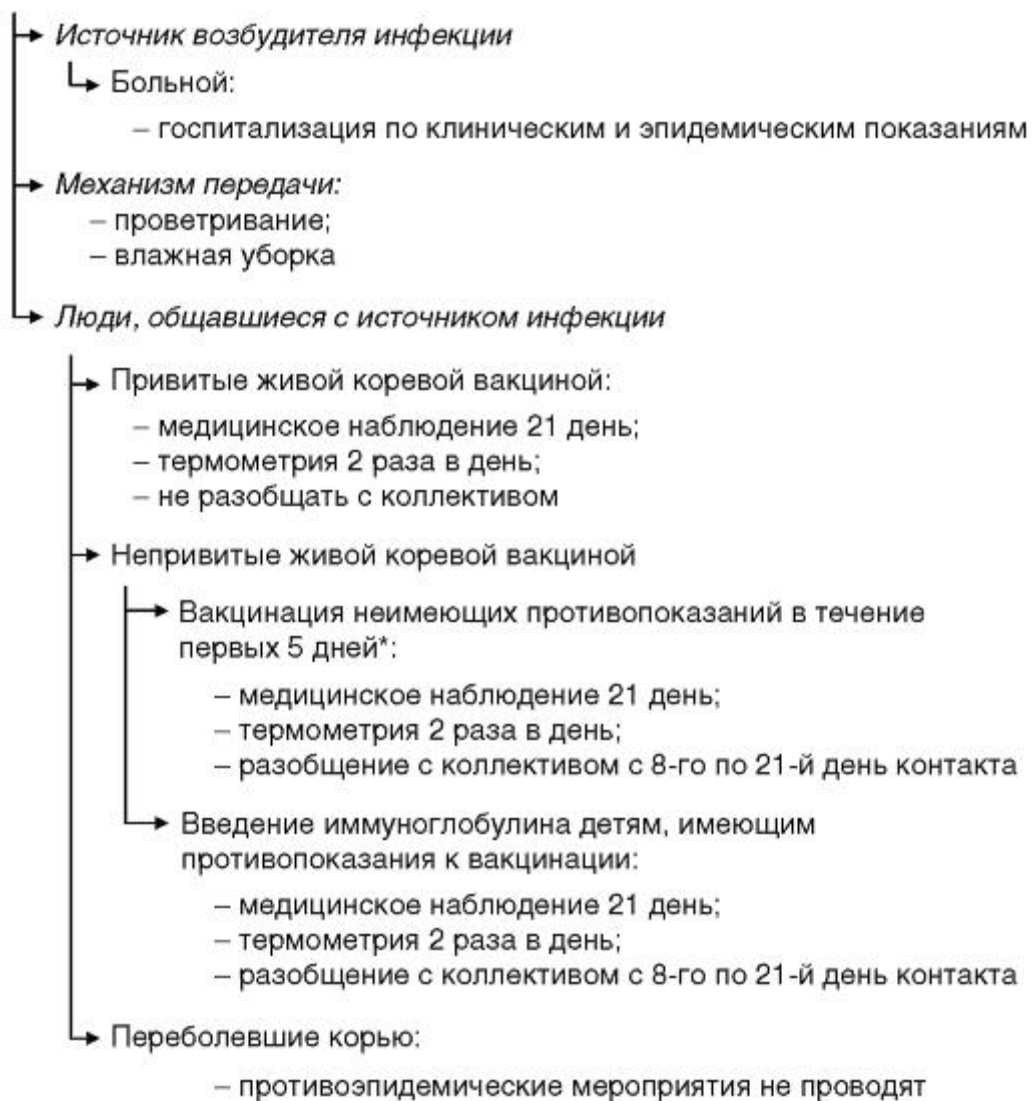 Источник возбудителя инфекции
Больной:
– госпитализация по клиническим и эпидемическим показаниям
Механизм передачи:
– проветривание;
– влажная уборка
Люди, общавшиеся с источником инфекции
Привитые живой коревой вакциной:
– медицинское наблюдение 21 день;
– термометрия 2 раза в день;
– не разобщать с коллективом
Непривитые живой коревой вакциной
Вакцинация неимеющих противопоказаний в течение
первых 5 дней*:
– медицинское наблюдение 21 день;
– термометрия 2 раза в день;
– разобщение с коллективом с 8-го по 21-й день контакта
Введение иммуноглобулина детям, имеющим
противопоказания к вакцинации:
– медицинское наблюдение 21 день;
– термометрия 2 раза в день;
– разобщение с коллективом с 8-го по 21-й день контакта
Переболевшие корью:
– противоэпидемические мероприятия не проводят